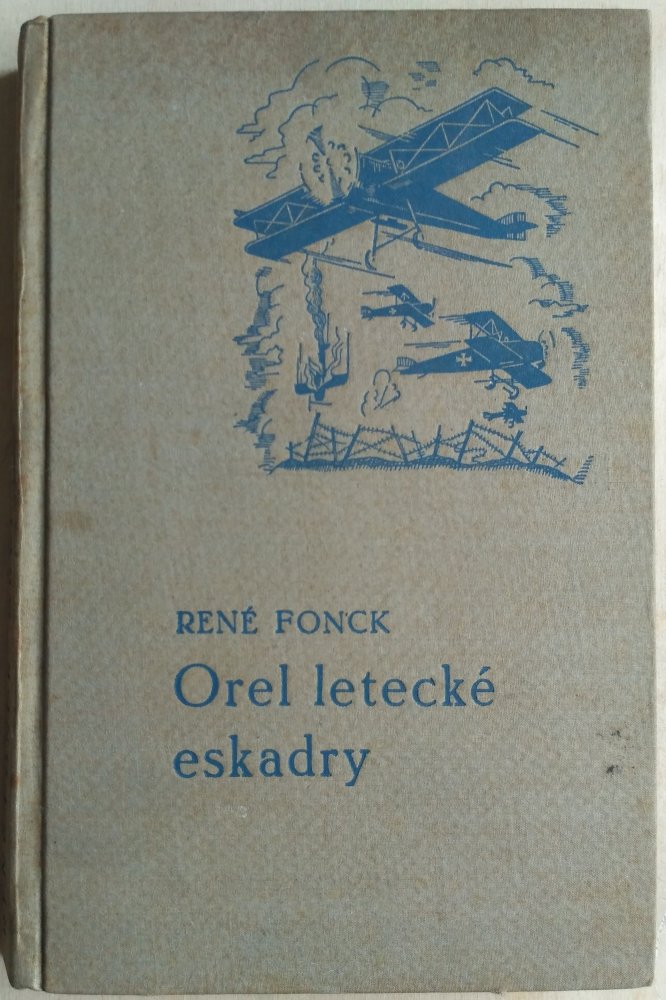 RENÉ FONCK
Orel letecké
eskadry